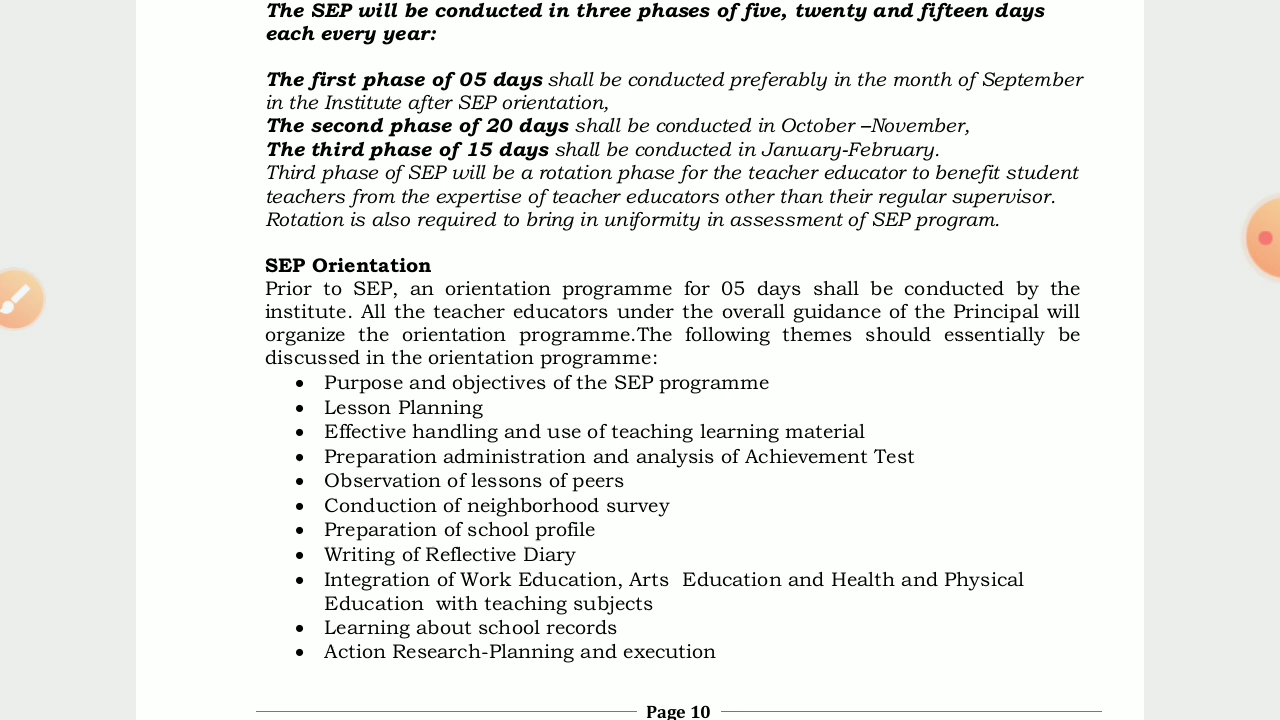 The SEP will be conducted in three phases of five, twenty and fifteen days
each every year:
The first phase of 05 days shall be conducted preferably in the month of September
in the Institute after SEP orientation,
The second phase of 20 days shall be conducted in October –November,
The third phase of 15 days shall be conducted in January-February.
Third phase of SEP will be a rotation phase for the teacher educator to benefit student
teachers from the expertise of teacher educators other than their regular supervisor.
Rotation is also required to bring in uniformity in assessment of SEP program.
SEP Orientation
Prior to SEP, an orientation programme for 05 days shall be conducted by the
institute. All the teacher educators under the overall guidance of the Principal will
organize the orientation programme.The following themes should essentially be
discussed in the orientation programme:
• Purpose and objectives of the SEP programme
• Lesson Planning
• Effective handling and use of teaching learning material
• Preparation administration and analysis of Achievement Test
• Observation of lessons of peers
• Conduction of neighborhood survey
• Preparation of school profile
• Writing of Reflective Diary
• Integration of Work Education, Arts  Education and Health and Physical
Education  with teaching subjects
• Learning about school records
• Action Research-Planning and execution
Page 10